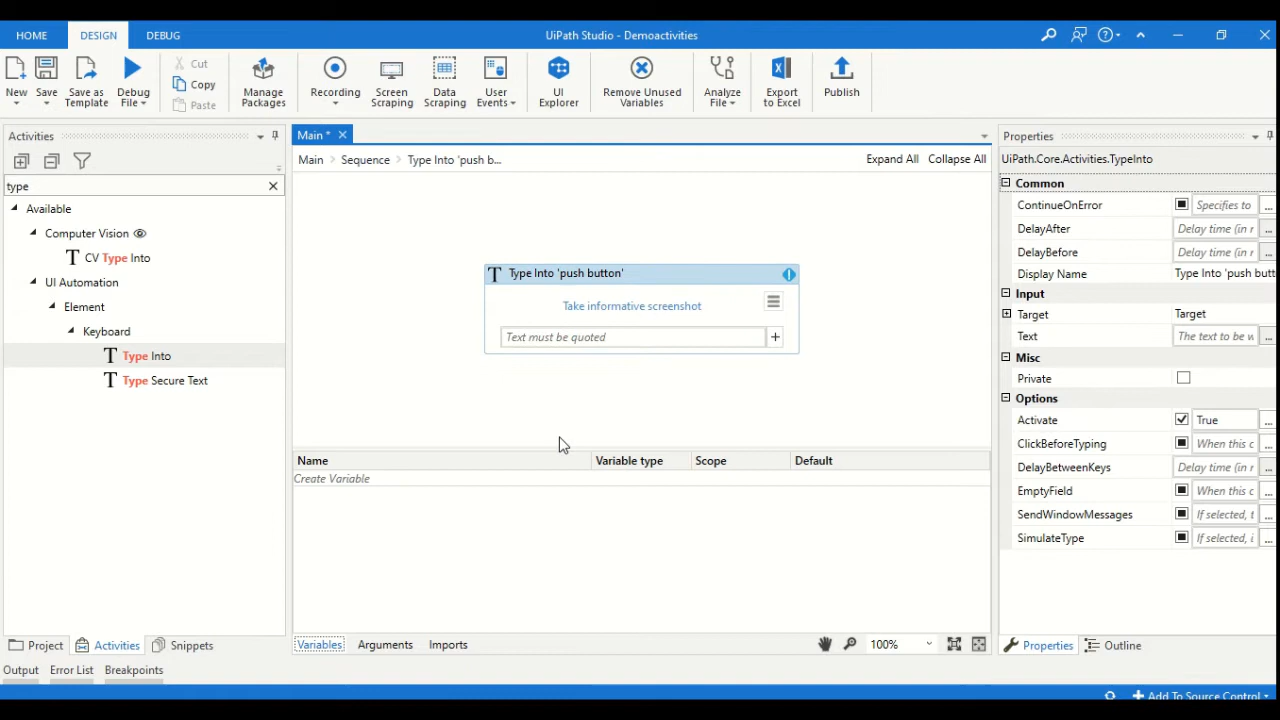 HOME
DESIGN
DEBUG
UiPath Studio - Demoactivities
New
Save
Save as Template
Debug File
Cut
Copy
Paste
Manage Packages
Recording
Screen Scraping
Data Scraping
User Events
UI Explorer
Remove Unused Variables
Analyze File
Export to Excel
Publish
Activities
type
Available
Computer Vision
CV Type Into
UI Automation
Element
Keyboard
Type Into
Type Secure Text
Project
Activities
Snippets
Output
Error List
Breakpoints
Main *
Main > Sequence > Type Into 'push b...
Expand All
Collapse All
Type Into 'push button'
Take informative screenshot
Text must be quoted
Name
Variable type
Scope
Default
Create Variable
Variables
Arguments
Imports
100%
Properties
UiPath.Core.Activities.TypeInto
Common
ContinueOnError
Specifies to
...
DelayAfter
Delay time (in r
...
DelayBefore
Delay time (in r
...
Display Name
Type Into 'push butt
Input
Target
Target
Text
The text to be w
...
Misc
Private
Options
Activate
True
...
ClickBeforeTyping
When this c
...
DelayBetweenKeys
Delay time (in r
...
EmptyField
When this c
...
SendWindowMessages
If selected, t
...
SimulateType
If selected, i
...
Properties
Outline
Add To Source Control